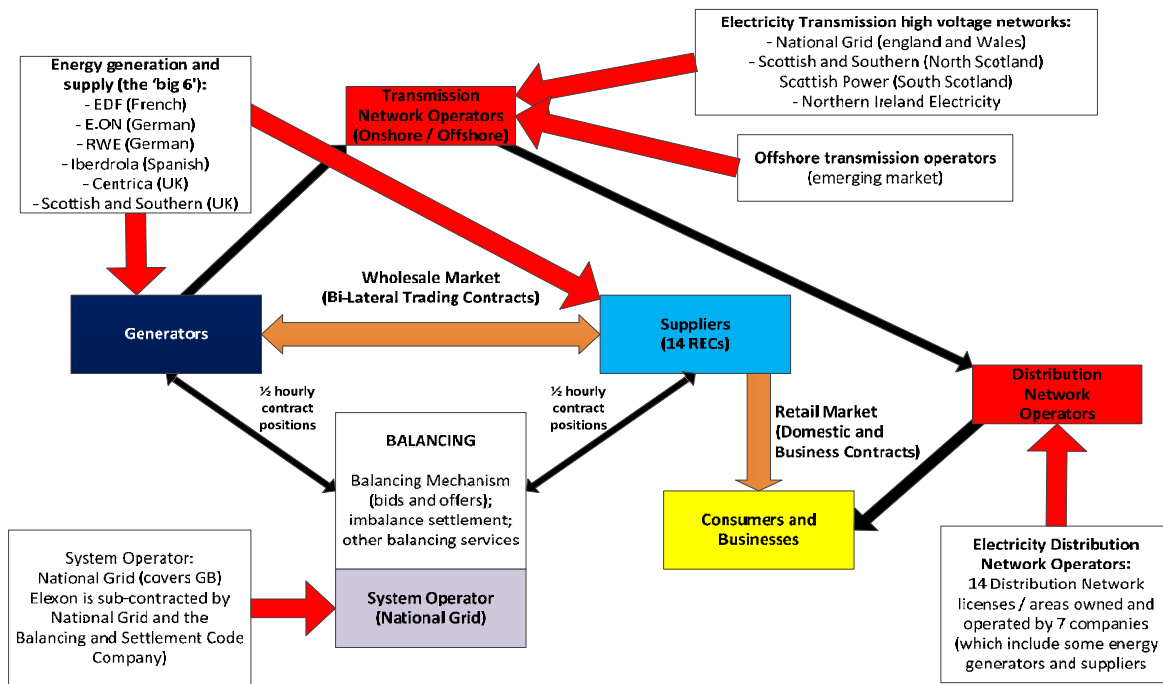 Energy generation and
supply (the ‘big 6’):
- EDF (French)
- E.ON (German)
- RWE (German)
- Iberdrola (Spanish)
- Centrica (UK)
- Scottish and Southern (UK)
Transmission
Network Operators
(Onshore / Offshore)
Electricity Transmission high voltage networks:
- National Grid (england and Wales)
- Scottish and Southern (North Scotland)
Scottish Power (South Scotland)
- Northern Ireland Electricity
Offshore transmission operators
(emerging market)
Wholesale Market
(Bi-Lateral Trading Contracts)
Generators
Suppliers
(14 RECs)
Distribution
Network
Operators
½ hourly
contract
positions
½ hourly
contract
positions
Retail Market
(Domestic and
Business Contracts)
BALANCING
Balancing Mechanism
(bids and offers);
imbalance settlement;
other balancing services
System Operator
(National Grid)
Consumers and
Businesses
System Operator:
National Grid (covers GB)
Elexon is sub-contracted by
National Grid and the
Balancing and Settlement Code
Company)
Electricity Distribution
Network Operators:
14 Distribution Network
licenses / areas owned and
operated by 7 companies
(which include some energy
generators and suppliers